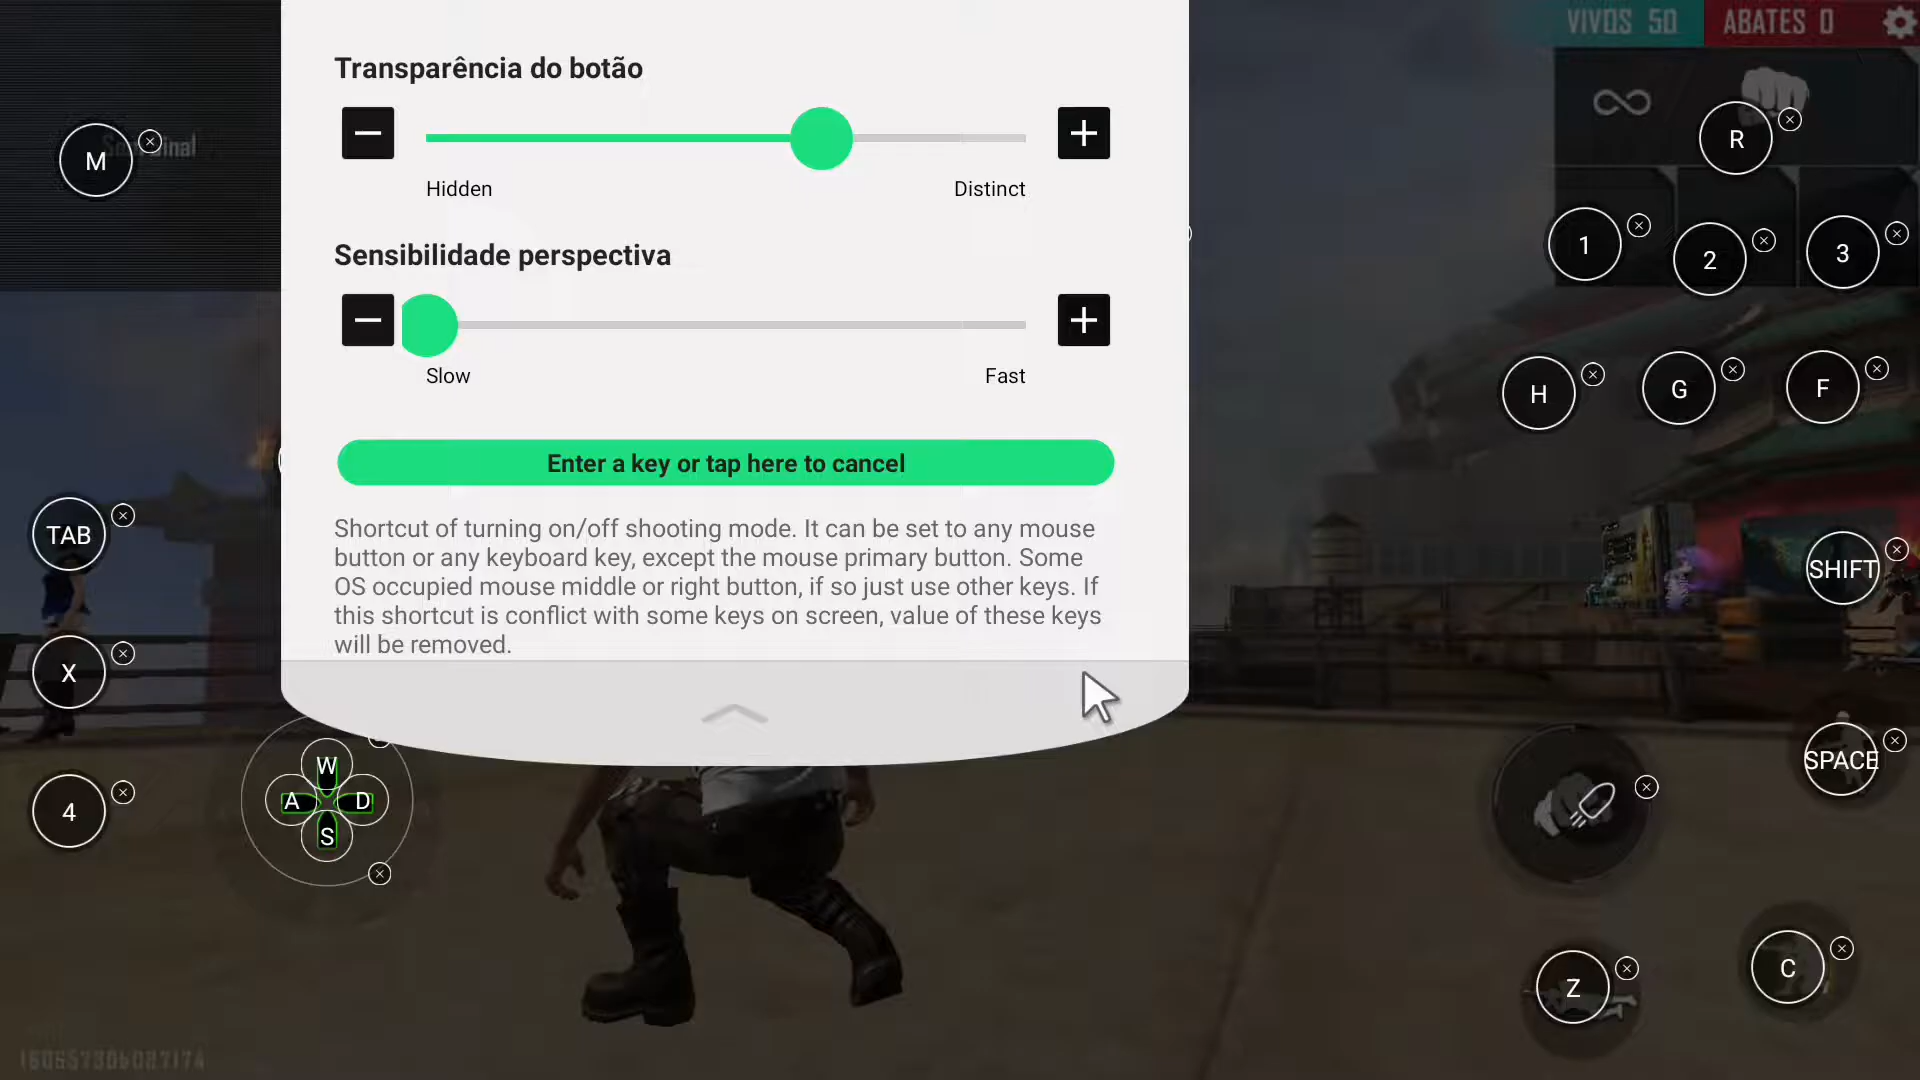 VIVOS 50
ABATES 0
Transparência do botão
Hidden
Distinct
M
R
1
2
3
Sensibilidade perspectiva
Slow
Fast
H
G
F
Enter a key or tap here to cancel
Shortcut of turning on/off shooting mode. It can be set to any mouse
button or any keyboard key, except the mouse primary button. Some
OS occupied mouse middle or right button, if so just use other keys. If
this shortcut is conflict with some keys on screen, value of these keys
will be removed.
TAB
SHIFT
X
W
A
D
S
SPACE
4
Z
C